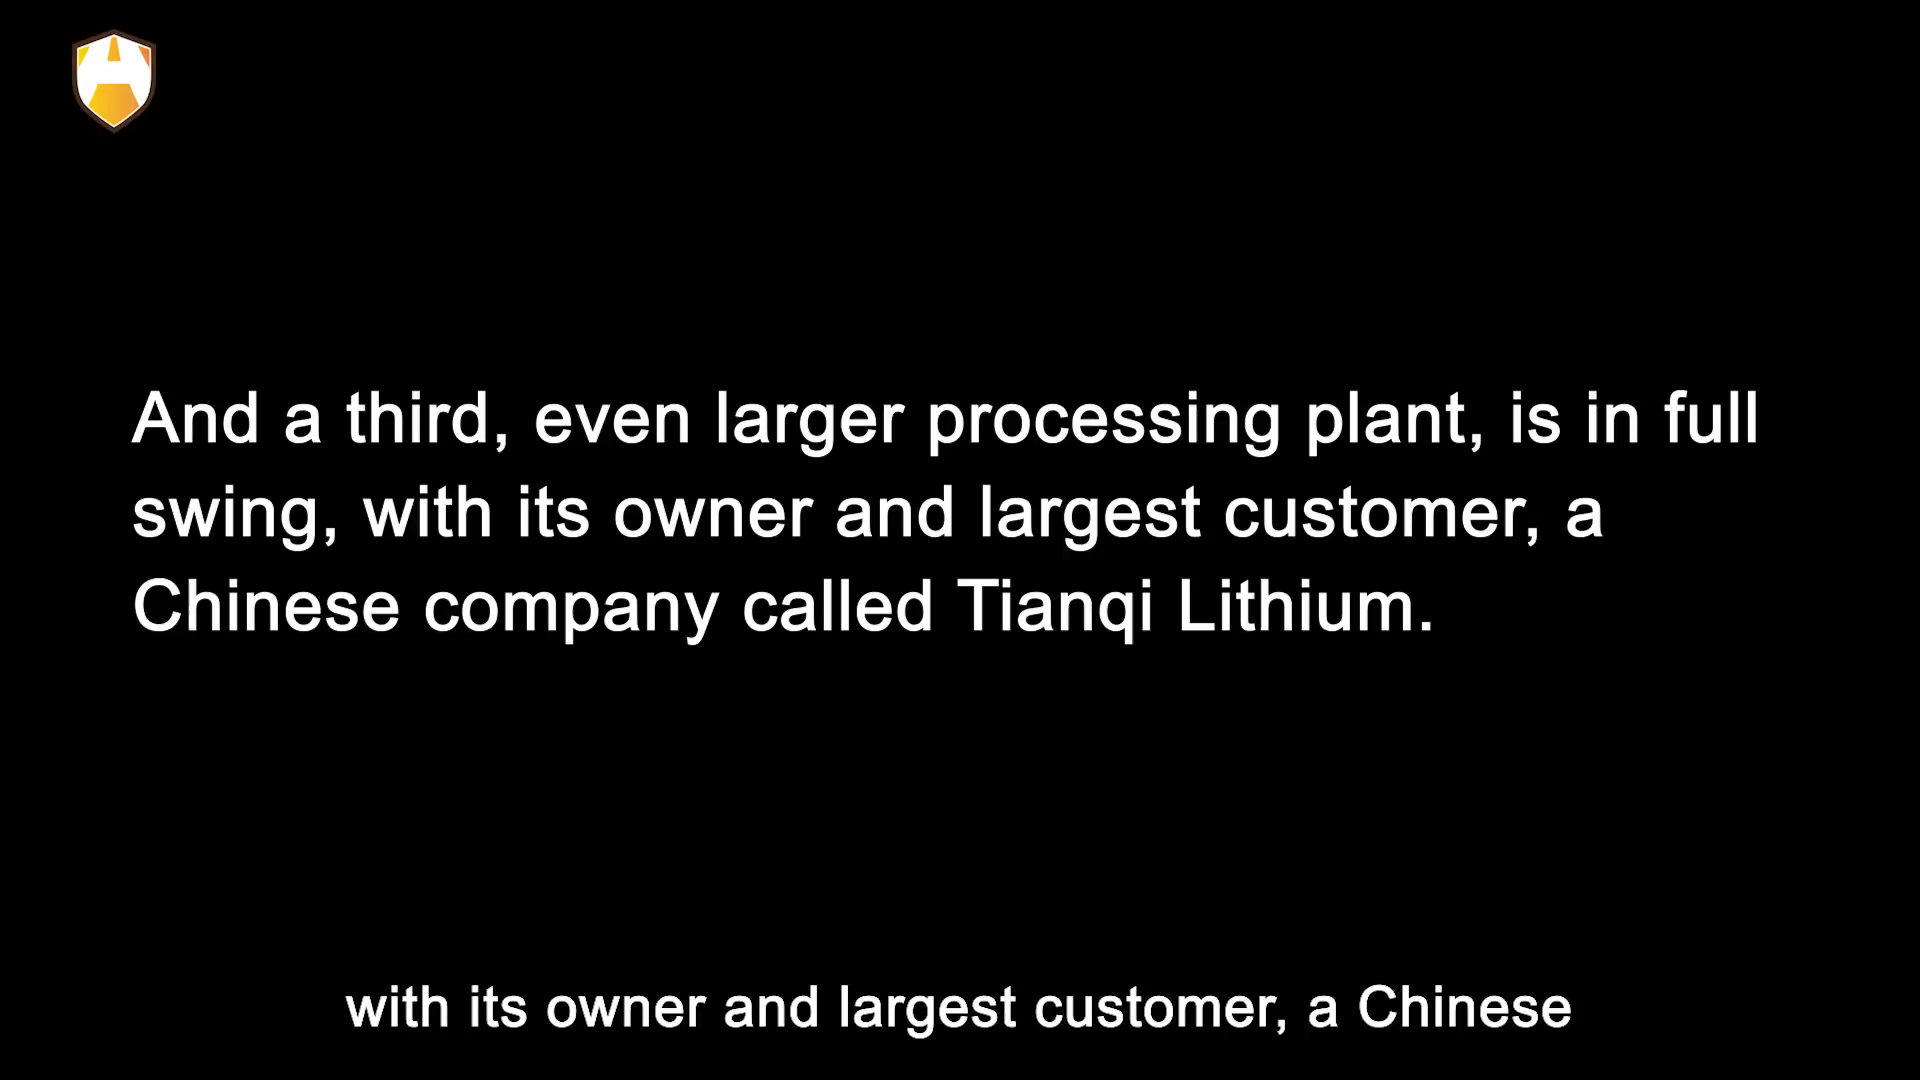 And a third, even larger processing plant, is in full
swing, with its owner and largest customer, a
Chinese company called Tianqi Lithium.
with its owner and largest customer, a Chinese